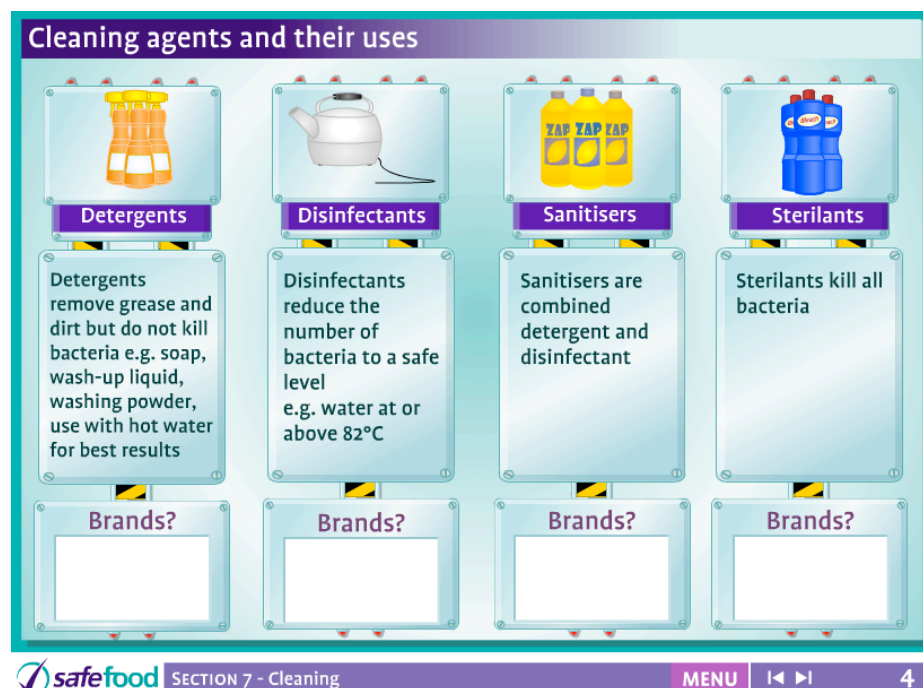 Cleaning agents and their uses
ZAP ZAP ZAP
Bleach
Detergents
Disinfectants
Sanitisers
Sterilants
Detergents
remove grease and
dirt but do not kill
bacteria e.g. soap,
wash-up liquid,
washing powder,
use with hot water
for best results
Disinfectants
reduce the
number of
bacteria to a safe
level
e.g. water at or
above 82°C
Sanitisers are
combined
detergent and
disinfectant
Sterilants kill all
bacteria
Brands?
Brands?
Brands?
Brands?
safefood SECTION 7 - Cleaning MENU 4